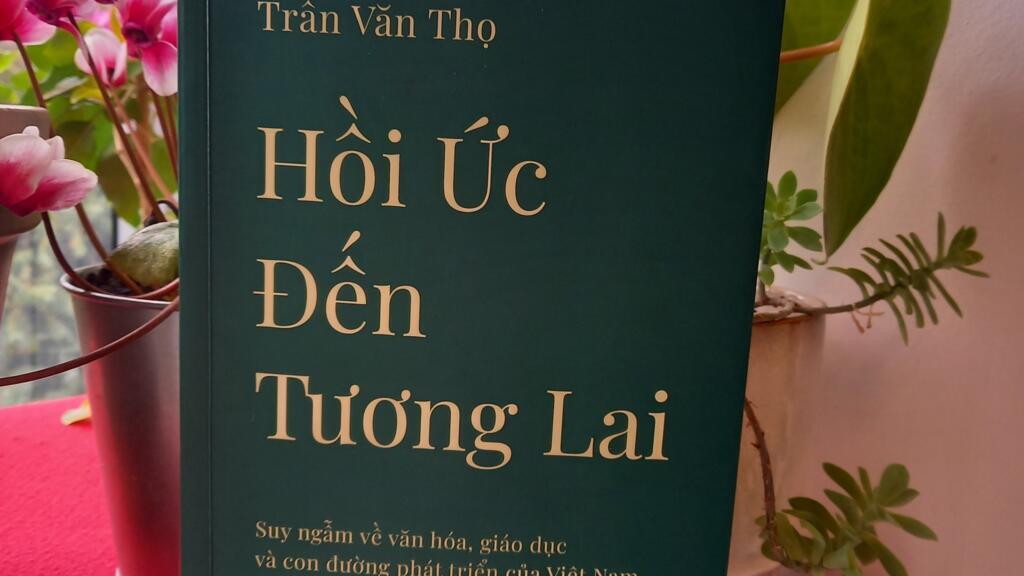 Trần Văn Thọ
Hồi Ức
Đến
Tương Lai
Suy ngẫm về văn hóa, giáo dục
và con đường phát triển của Việt Nam